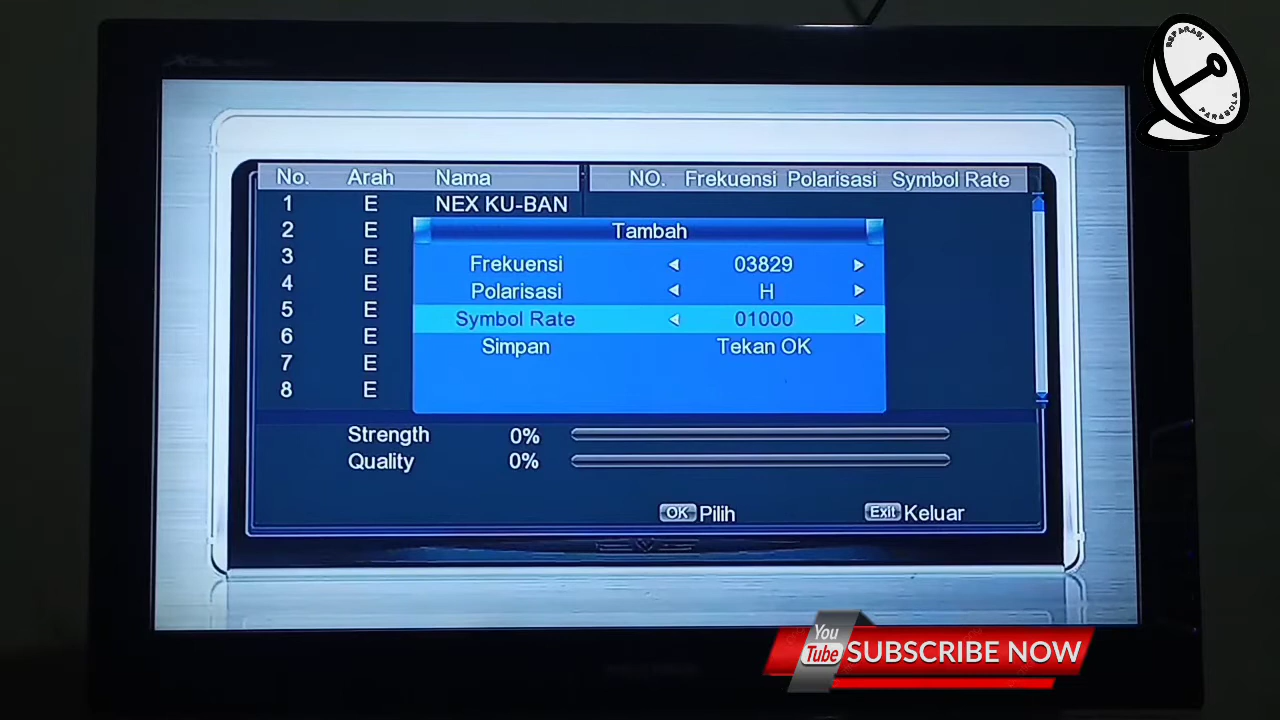 REPARASI
PARABOLA
No. Arah Nama NO. Frekuensi Polarisasi Symbol Rate
1 E NEX KU-BAN
2 E
3 E
4 E
5 E
6 E
7 E
8 E
Tambah
Frekuensi 03829
Polarisasi H
Symbol Rate 01000
Simpan Tekan OK
Strength 0%
Quality 0%
OK Pilih Exit Keluar
You
Tube SUBSCRIBE NOW